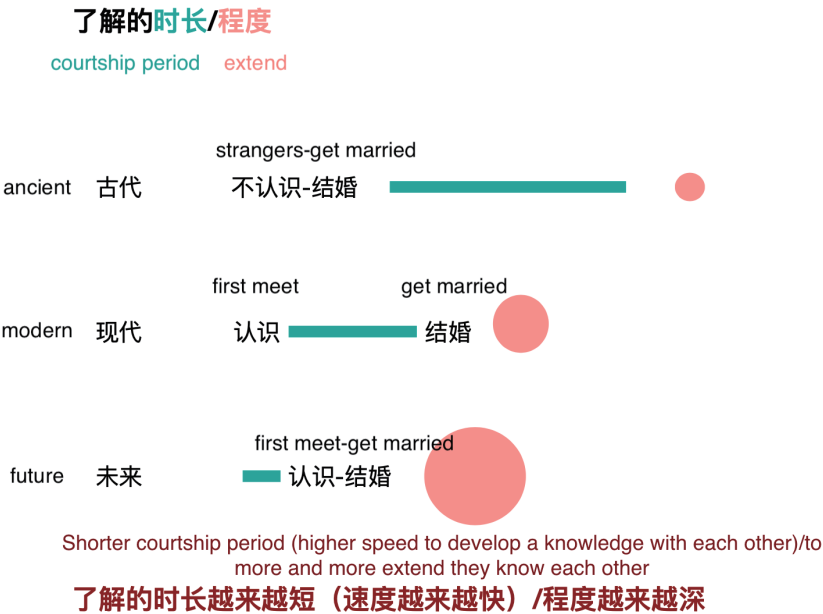 了解的时长/程度
courtship period extend
strangers-get married
ancient 古代 不认识-结婚
first meet get married
modern 现代 认识 结婚
first meet-get married
future 未来 认识-结婚
Shorter courtship period (higher speed to develop a knowledge with each other)/to
more and more extend they know each other
了解的时长越来越短（速度越来越快）/程度越来越深